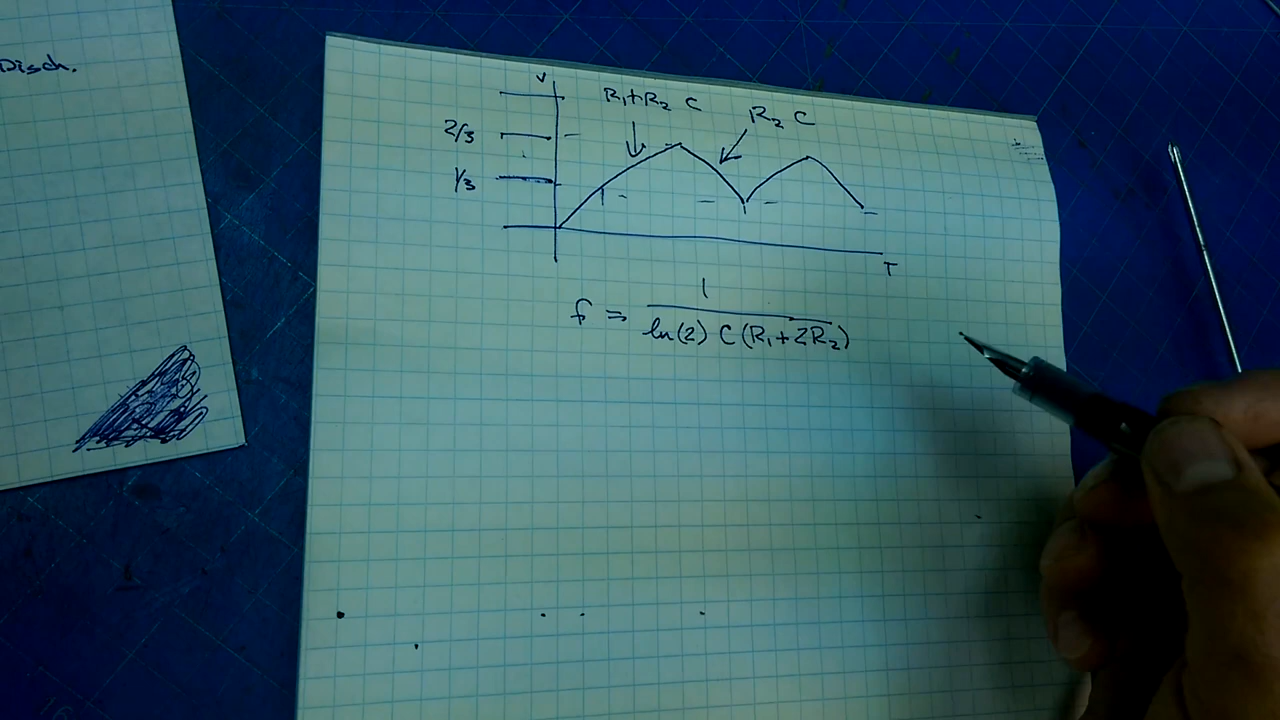 Disch.
V
R₁+R₂ C
R₂ C
2/3
1/3
T
f = 1 / ln(2) C (R₁+2R₂)